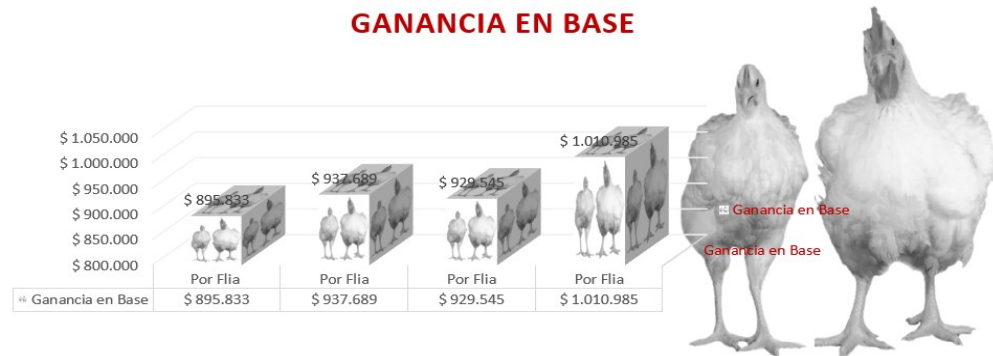 GANANCIA EN BASE
$ 1.050.000
$ 1.000.000
$ 950.000
$ 900.000
$ 850.000
$ 800.000
$ 895.833
$ 937.689
$ 929.545
$ 1.010.985
Ganancia en Base
Ganancia en Base
Por Flia Por Flia Por Flia Por Flia
Ganancia en Base $ 895.833 $ 937.689 $ 929.545 $ 1.010.985